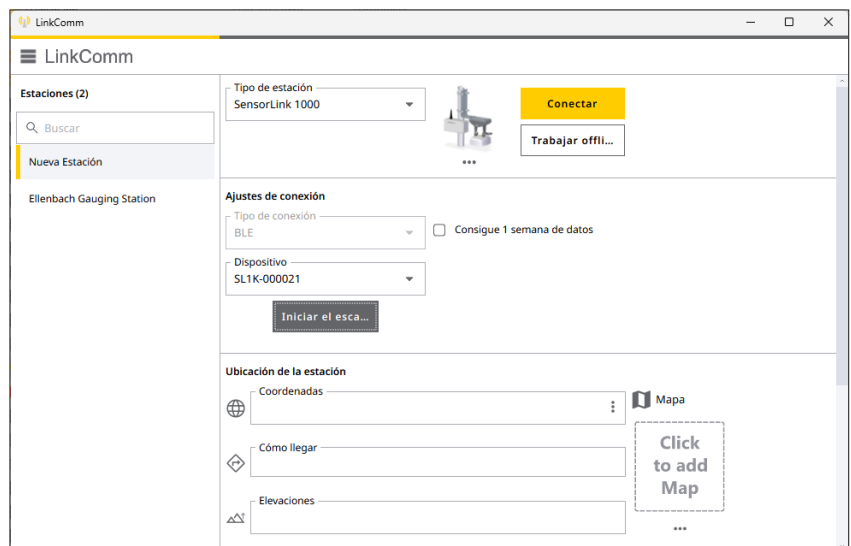 LinkComm
LinkComm
Estaciones (2)
Buscar
Nueva Estación
Ellenbach Gauging Station
Tipo de estación
SensorLink 1000
Conectar
Trabajar offli...
Ajustes de conexión
Tipo de conexión
BLE
Consigue 1 semana de datos
Dispositivo
SL1K-000021
Iniciar el esca...
Ubicación de la estación
Coordenadas
Mapa
Cómo llegar
Click
to add
Map
Elevaciones